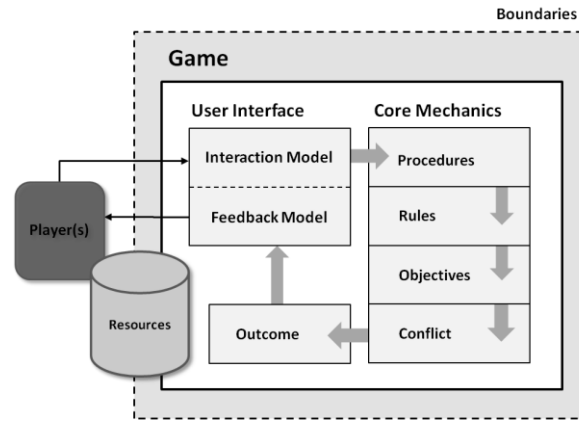 Boundaries
Game
User Interface
Core Mechanics
Interaction Model
Procedures
Feedback Model
Rules
Player(s)
Objectives
Resources
Outcome
Conflict